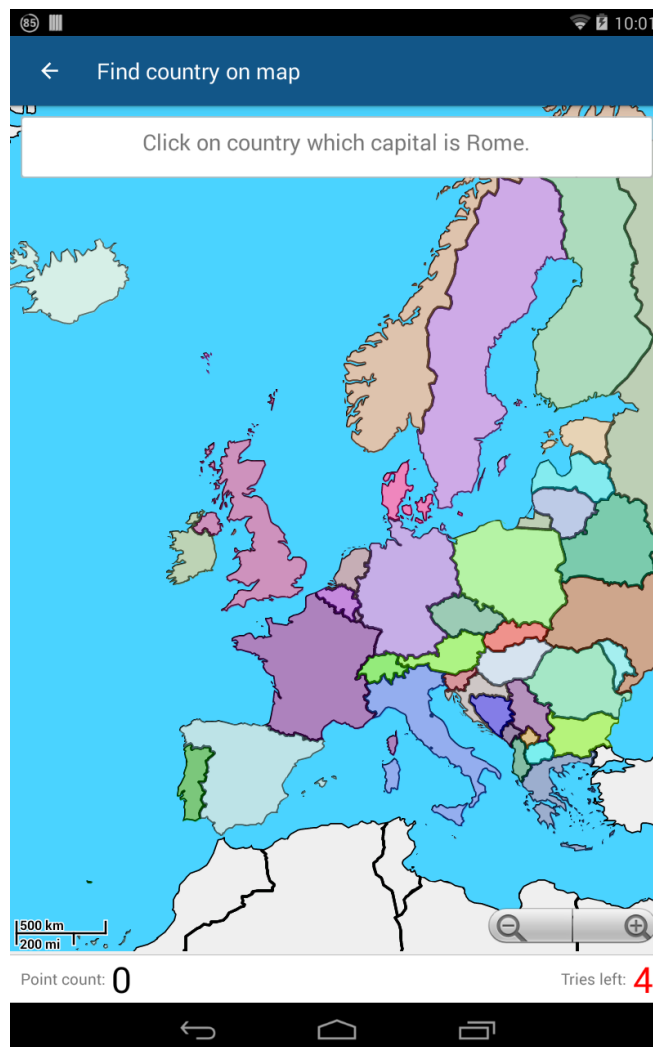 85
10:01
Find country on map
Click on country which capital is Rome.
500 km
200 mi
Point count: 0
Tries left: 4